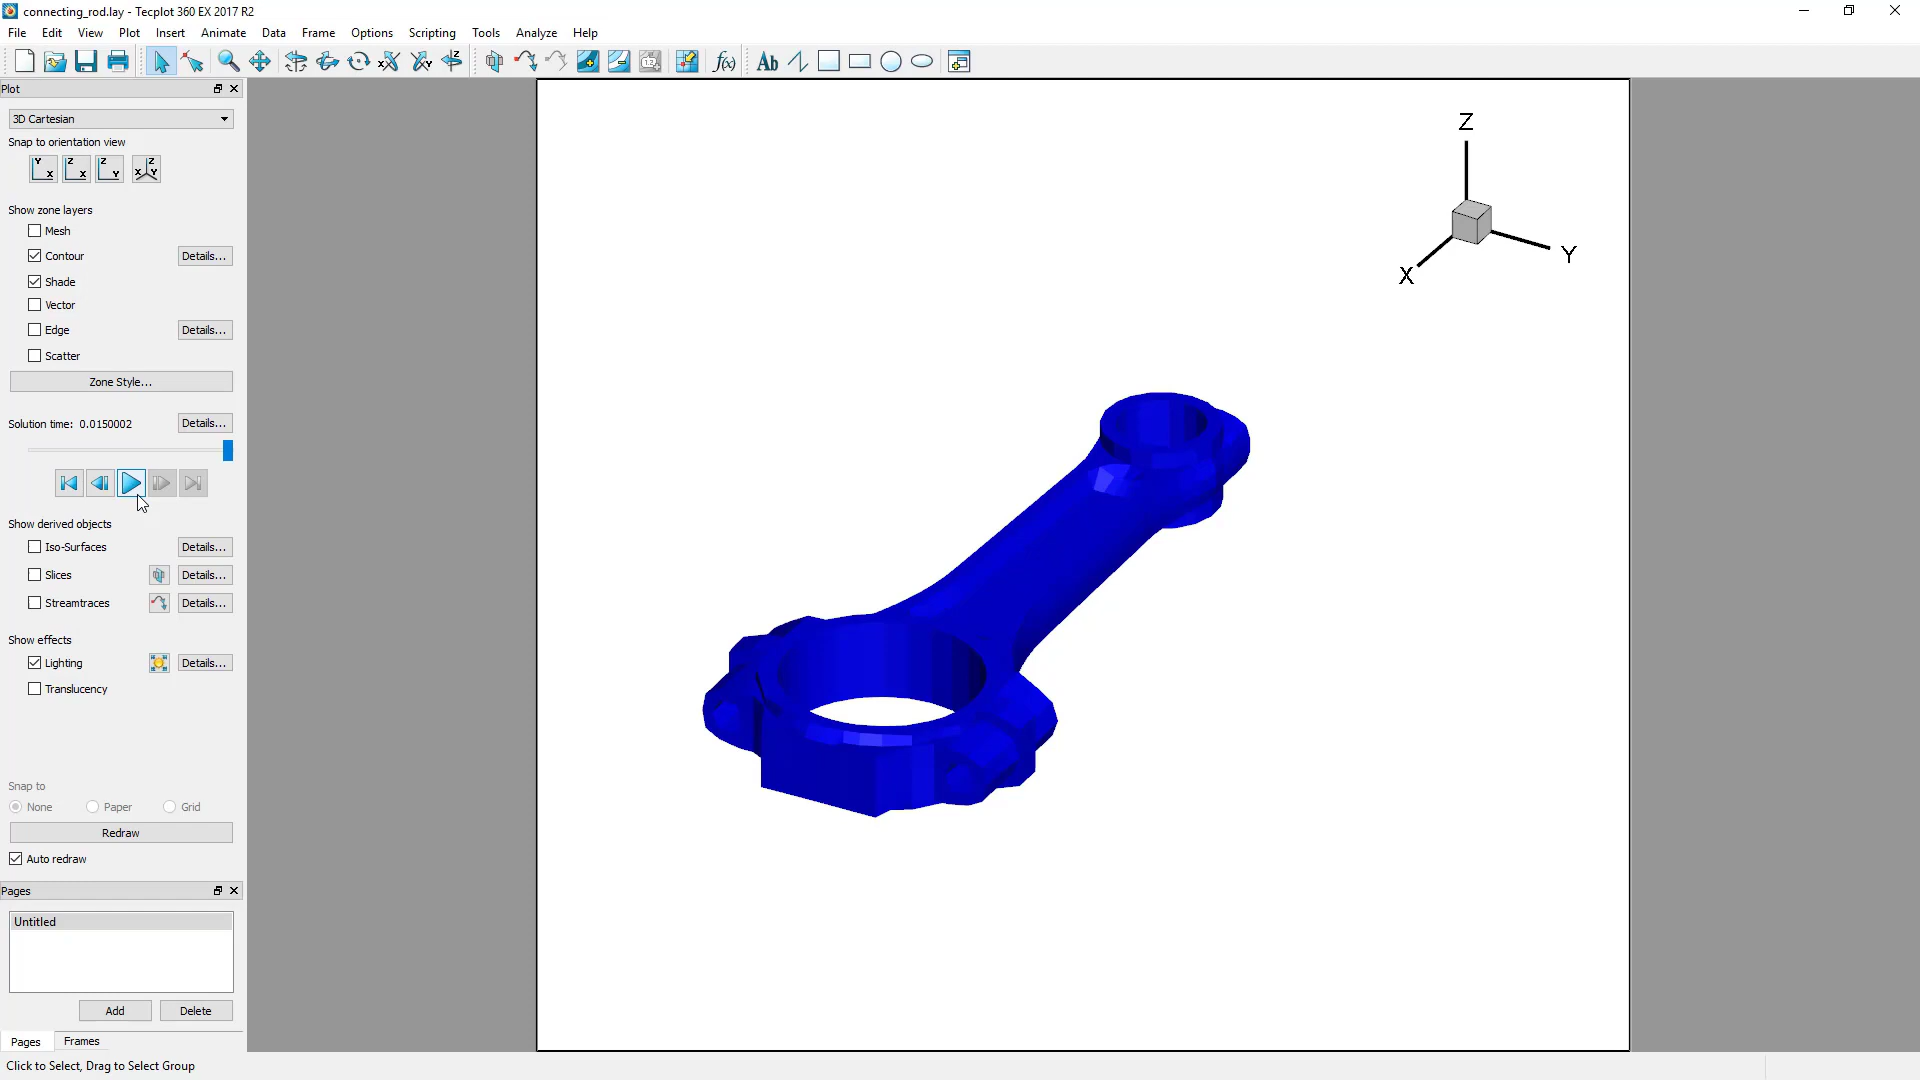 connecting_rod.lay - Tecplot 360 EX 2017 R2
File Edit View Plot Insert Animate Data Frame Options Scripting Tools Analyze Help
Ab f(x)
Plot
3D Cartesian
Snap to orientation view
Y X Z X Z Y Z X Y
Show zone layers
Mesh
Contour Details...
Shade
Vector
Edge Details...
Scatter
Zone Style...
Solution time: 0.0150002 Details...
Show derived objects
Iso-Surfaces Details...
Slices Details...
Streamtraces Details...
Show effects
Lighting Details...
Translucency
Snap to
None Paper Grid
Redraw
Auto redraw
Pages
Untitled
Add Delete
Pages Frames
Click to Select, Drag to Select Group
Z
Y
X